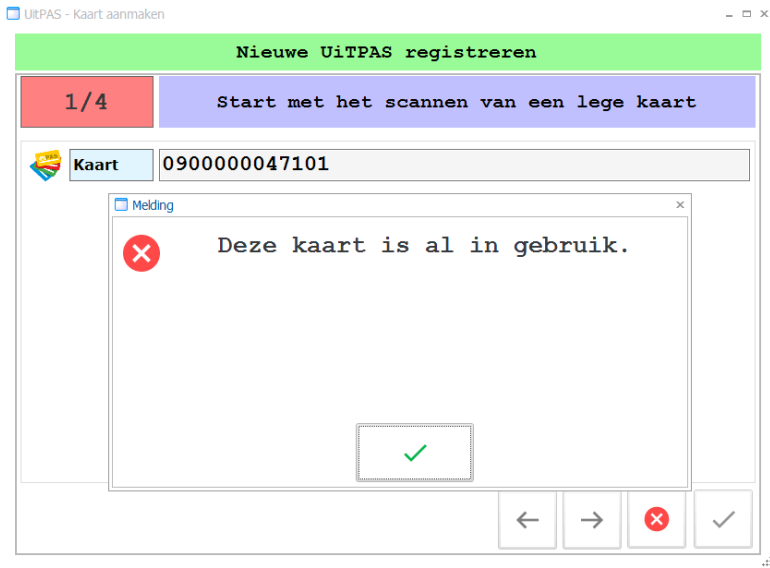 UitPAS - Kaart aanmaken
Nieuwe UiTPAS registreren
1/4
Start met het scannen van een lege kaart
Kaart
0900000047101
Melding
Deze kaart is al in gebruik.